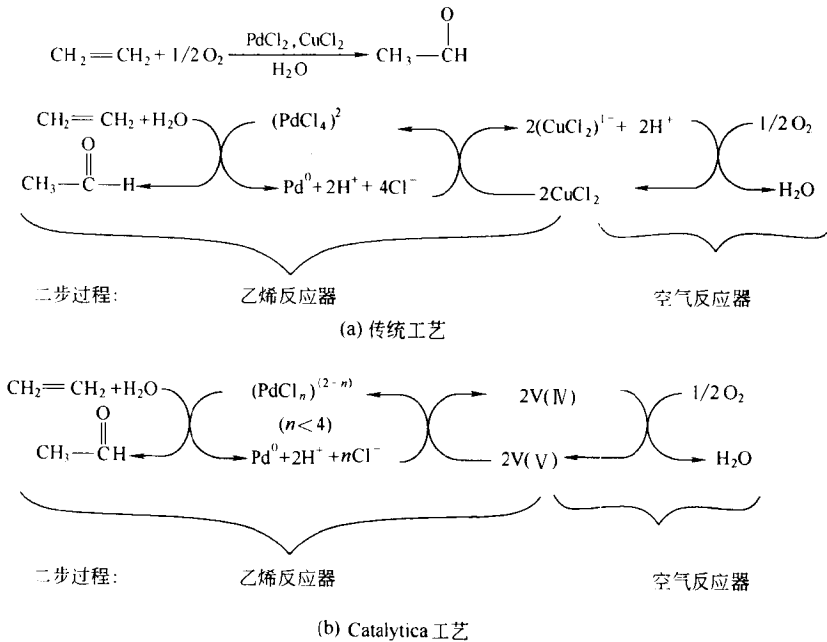 O
CH₂=CH₂ + 1/2 O₂ PdCl₂, CuCl₂ CH₃—CH
H₂O
CH₂=CH₂ +H₂O (PdCl₄)² 2(CuCl₂)¹⁻ + 2H⁺ 1/2 O₂
O
CH₃—C—H Pd⁰ + 2H⁺ + 4Cl⁻ 2CuCl₂ H₂O
二步过程: 乙烯反应器 空气反应器
(a) 传统工艺
CH₂=CH₂ +H₂O (PdClₙ)⁽²⁻ⁿ⁾ 2V(Ⅳ) 1/2 O₂
O (n<4)
CH₃—CH Pd⁰ +2H⁺ +nCl⁻ 2V(Ⅴ) H₂O
二步过程: 乙烯反应器 空气反应器
(b) Catalytica 工艺